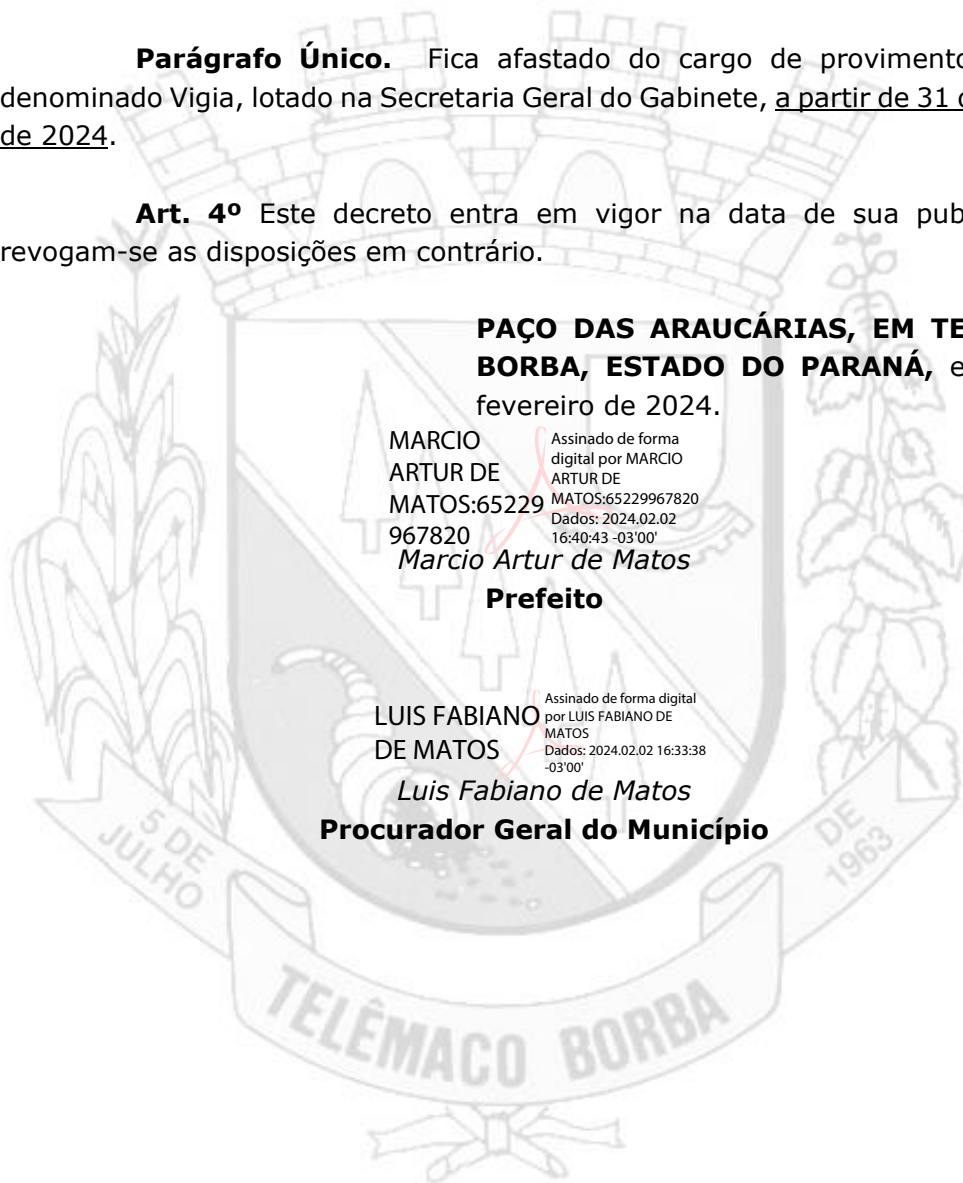 Parágrafo Único. Fica afastado do cargo de provimento
denominado Vigia, lotado na Secretaria Geral do Gabinete, a partir de 31
de 2024.
Art. 4º Este decreto entra em vigor na data de sua pub
revogam-se as disposições em contrário.
PAÇO DAS ARAUCÁRIAS, EM TE
BORBA, ESTADO DO PARANÁ, e
fevereiro de 2024.
MARCIO
ARTUR DE
MATOS:65229
967820
Assinado de forma
digital por MARCIO
ARTUR DE
MATOS:65229967820
Dados: 2024.02.02
16:40:43 -03'00'
Marcio Artur de Matos
Prefeito
LUIS FABIANO
DE MATOS
Assinado de forma digital
por LUIS FABIANO DE
MATOS
Dados: 2024.02.02 16:33:38
-03'00'
Luis Fabiano de Matos
Procurador Geral do Município
5 DE
JULHO
DE
1963
TELÊMACO BORBA